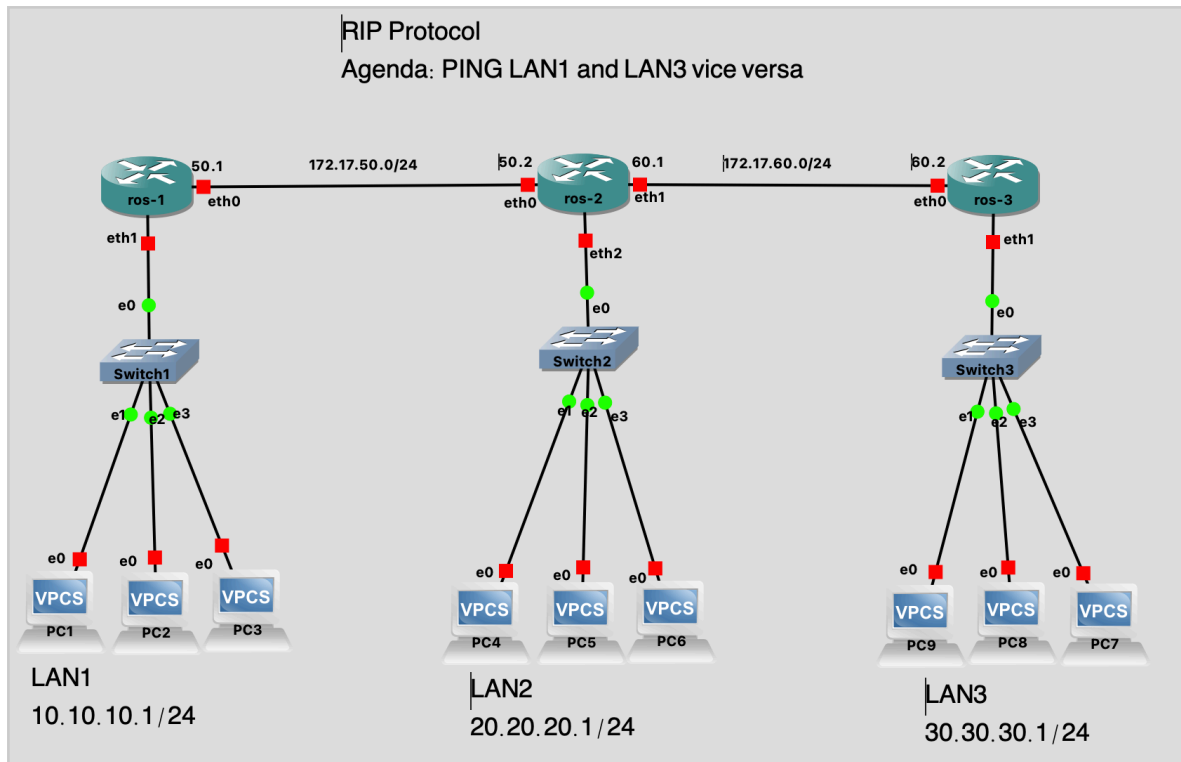 RIP Protocol
Agenda: PING LAN1 and LAN3 vice versa
50.1
172.17.50.0/24
50.2
60.1
172.17.60.0/24
60.2
ros-1
eth0
eth0
ros-2
eth1
eth0
ros-3
eth1
eth2
eth1
e0
e0
e0
Switch1
Switch2
Switch3
e1
e2
e3
e1
e2
e3
e1
e2
e3
e0
e0
e0
e0
e0
e0
e0
e0
e0
VPCS
VPCS
VPCS
VPCS
VPCS
VPCS
VPCS
VPCS
VPCS
PC1
PC2
PC3
PC4
PC5
PC6
PC9
PC8
PC7
LAN1
10.10.10.1/24
LAN2
20.20.20.1/24
LAN3
30.30.30.1/24